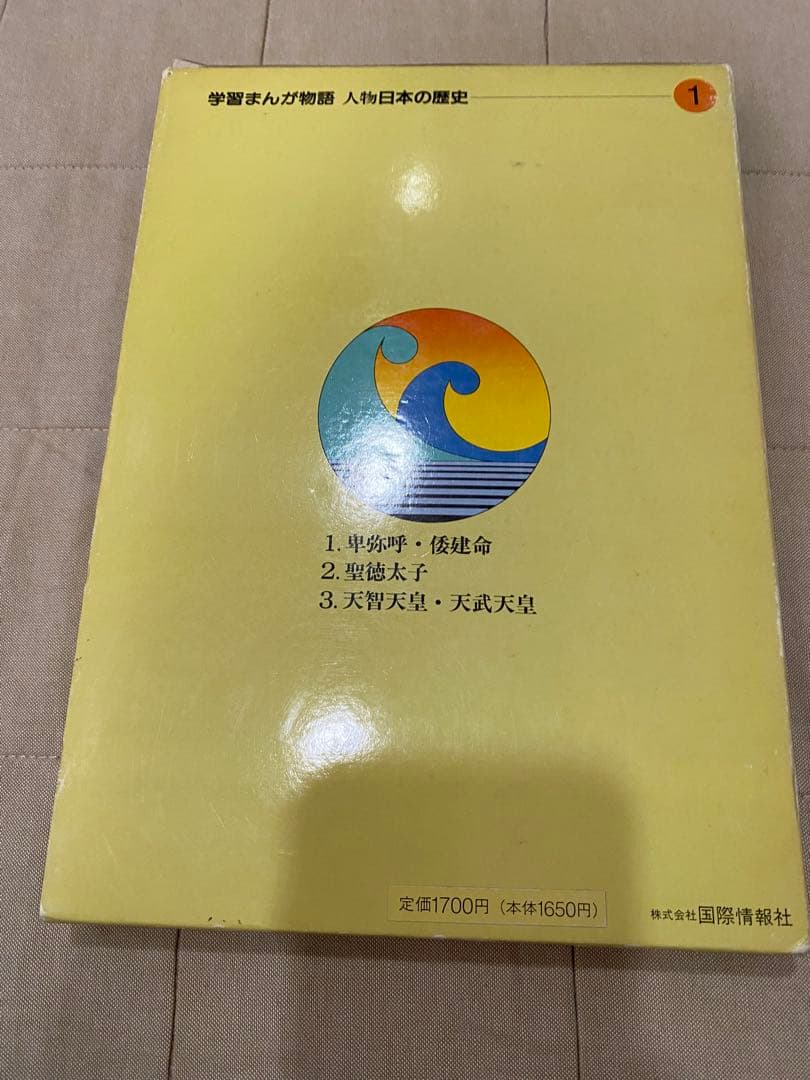 学習まんが物語 人物日本の歴史 1
1.卑弥呼・倭建命
2.聖徳太子
3.天智天皇・天武天皇
定価1700円(本体1650円)
株式会社 国際情報社